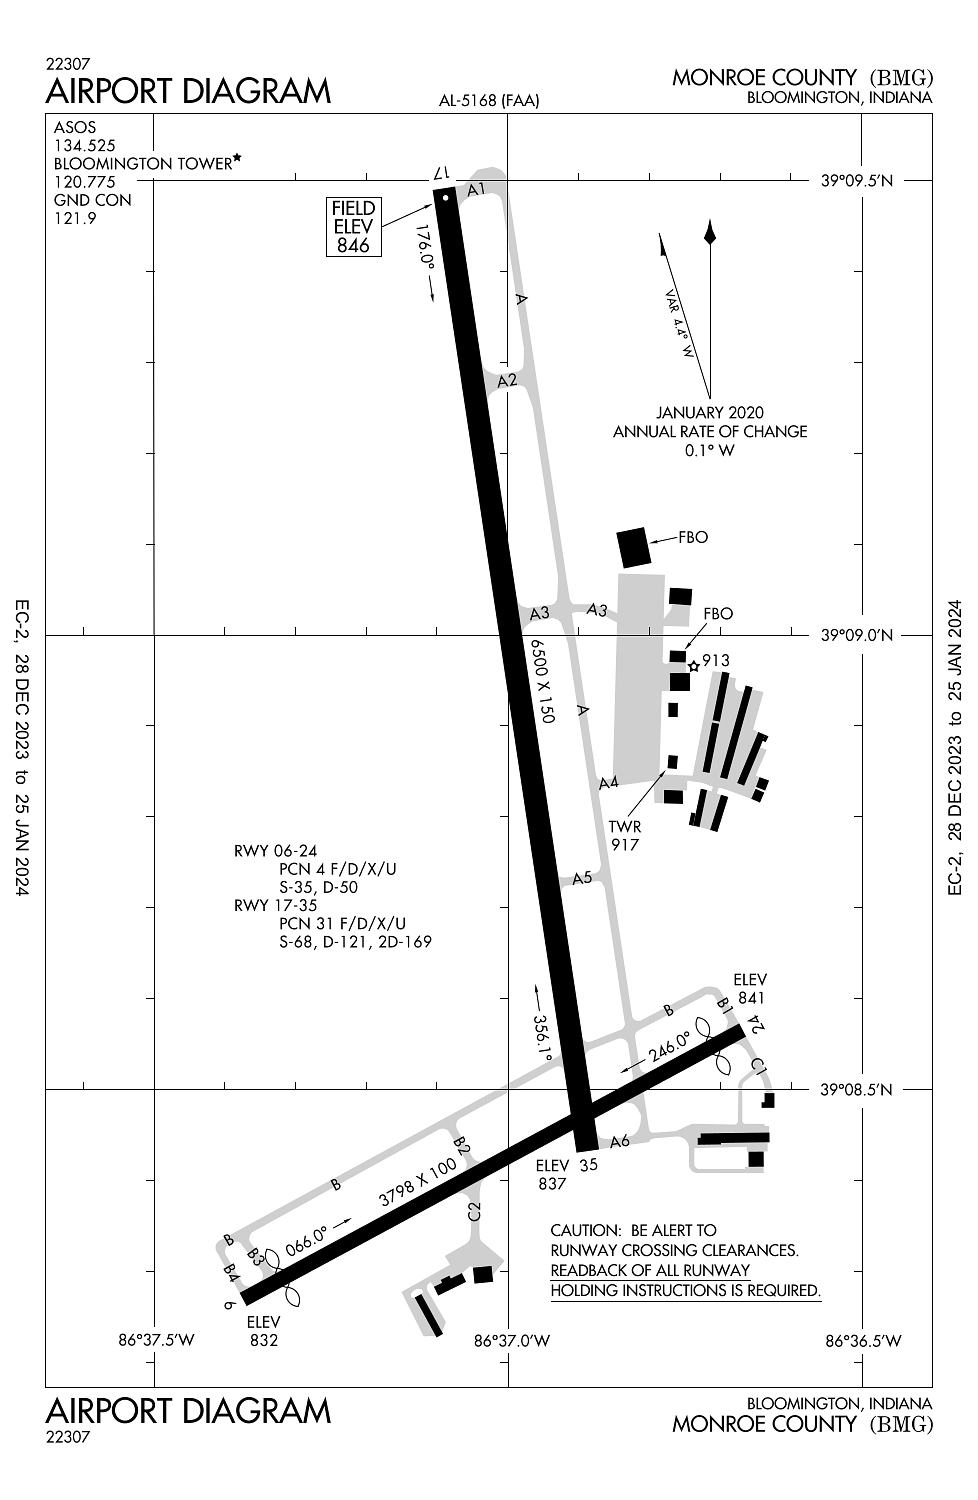 22307
AIRPORT DIAGRAM
AL-5168 (FAA)
MONROE COUNTY (BMG)
BLOOMINGTON, INDIANA
ASOS
134.525
BLOOMINGTON TOWER★
120.775
GND CON
121.9
17
A1
39°09.5'N
FIELD
ELEV
846
176.0°
A
VAR 4.4° W
A2
JANUARY 2020
ANNUAL RATE OF CHANGE
0.1° W
FBO
A3
A3
FBO
39°09.0'N
913
6500 X 150
A
A4
TWR
917
RWY 06-24
PCN 4 F/D/X/U
S-35, D-50
RWY 17-35
PCN 31 F/D/X/U
S-68, D-121, 2D-169
A5
ELEV
841
B
B1
24
356.1°
246.0°
C1
39°08.5'N
A6
B2
ELEV 35
837
B
3798 X 100
C2
B
B3
066.0°
B4
6
ELEV
832
CAUTION: BE ALERT TO
RUNWAY CROSSING CLEARANCES.
READBACK OF ALL RUNWAY
HOLDING INSTRUCTIONS IS REQUIRED.
86°37.5'W
86°37.0'W
86°36.5'W
EC-2, 28 DEC 2023 to 25 JAN 2024
EC-2, 28 DEC 2023 to 25 JAN 2024
AIRPORT DIAGRAM
22307
BLOOMINGTON, INDIANA
MONROE COUNTY (BMG)